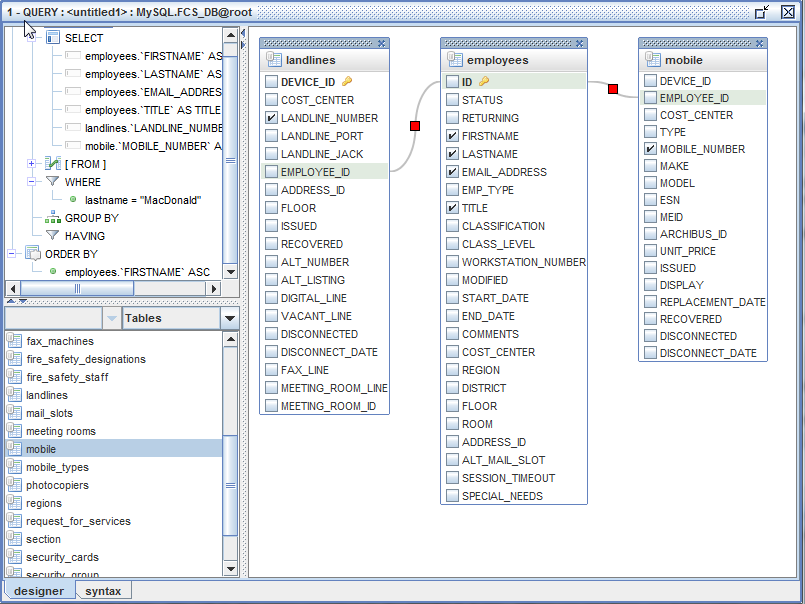 1 - QUERY : <untitled1> : MySQL.FCS_DB@root
SELECT
employees.`FIRSTNAME` AS
employees.`LASTNAME` AS
employees.`EMAIL_ADDRES
employees.`TITLE` AS TITLE
landlines.`LANDLINE_NUMBE
mobile.`MOBILE_NUMBER` A
[ FROM ]
WHERE
lastname = "MacDonald"
GROUP BY
HAVING
ORDER BY
employees.`FIRSTNAME` ASC
Tables
fax_machines
fire_safety_designations
fire_safety_staff
landlines
mail_slots
meeting rooms
mobile
mobile_types
photocopiers
regions
request_for_services
section
security_cards
security_group
designer
syntax
landlines
DEVICE_ID
COST_CENTER
LANDLINE_NUMBER
LANDLINE_PORT
LANDLINE_JACK
EMPLOYEE_ID
ADDRESS_ID
FLOOR
ISSUED
RECOVERED
ALT_NUMBER
ALT_LISTING
DIGITAL_LINE
VACANT_LINE
DISCONNECTED
DISCONNECT_DATE
FAX_LINE
MEETING_ROOM_LINE
MEETING_ROOM_ID
employees
ID
STATUS
RETURNING
FIRSTNAME
LASTNAME
EMAIL_ADDRESS
EMP_TYPE
TITLE
CLASSIFICATION
CLASS_LEVEL
WORKSTATION_NUMBER
MODIFIED
START_DATE
END_DATE
COMMENTS
COST_CENTER
REGION
DISTRICT
FLOOR
ROOM
ADDRESS_ID
ALT_MAIL_SLOT
SESSION_TIMEOUT
SPECIAL_NEEDS
mobile
DEVICE_ID
EMPLOYEE_ID
COST_CENTER
TYPE
MOBILE_NUMBER
MAKE
MODEL
ESN
MEID
ARCHIBUS_ID
UNIT_PRICE
ISSUED
DISPLAY
REPLACEMENT_DATE
RECOVERED
DISCONNECTED
DISCONNECT_DATE